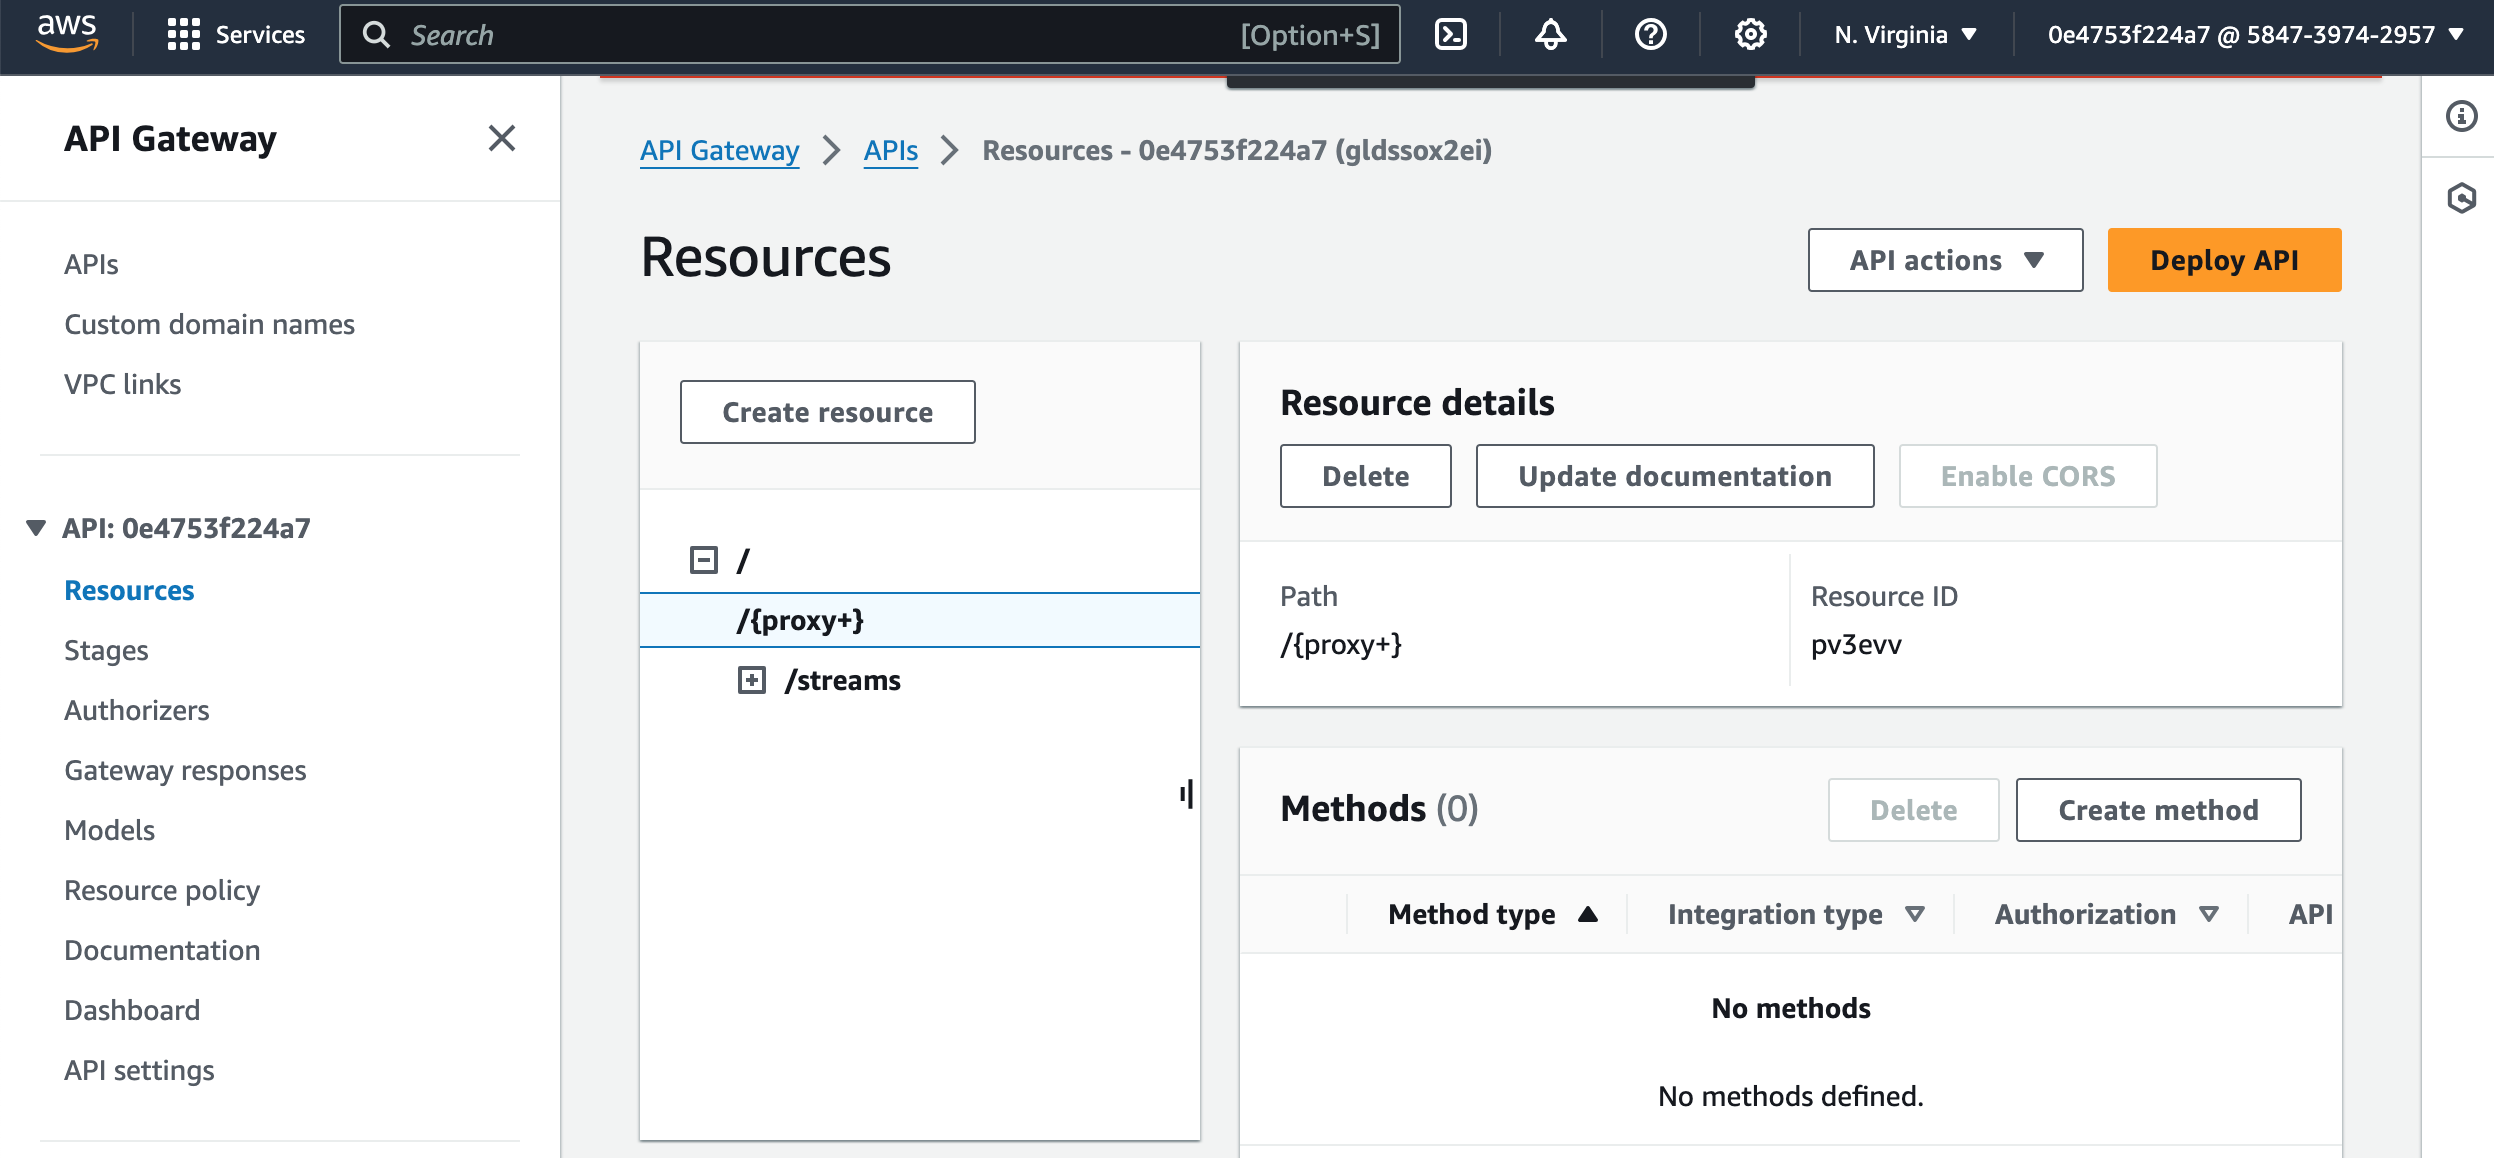 aws
Services
Search
[Option+S]
N. Virginia
0e4753f224a7 @ 5847-3974-2957
API Gateway
APIs
Custom domain names
VPC links
API: 0e4753f224a7
Resources
Stages
Authorizers
Gateway responses
Models
Resource policy
Documentation
Dashboard
API settings
API Gateway > APIs > Resources - 0e4753f224a7 (gldssox2ei)
Resources
API actions
Deploy API
Create resource
/
/{proxy+}
/streams
Resource details
Delete
Update documentation
Enable CORS
Path
/{proxy+}
Resource ID
pv3evv
Methods (0)
Delete
Create method
Method type
Integration type
Authorization
API
No methods
No methods defined.